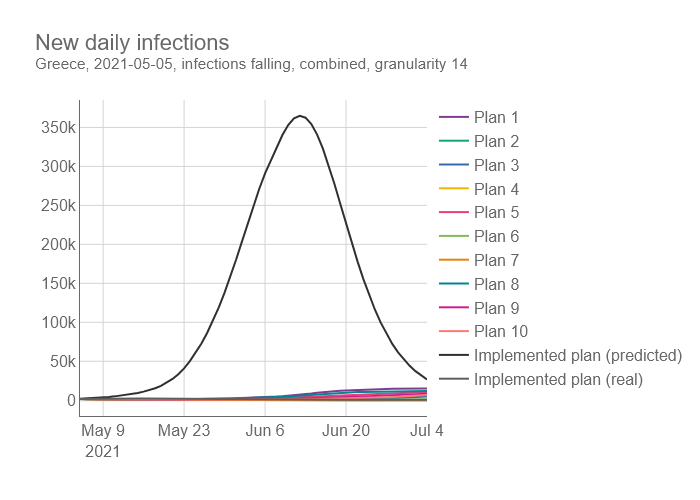 New daily infections
Greece, 2021-05-05, infections falling, combined, granularity 14
350k
300k
250k
200k
150k
100k
50k
0
May 9
2021
May 23
Jun 6
Jun 20
Jul 4
Plan 1
Plan 2
Plan 3
Plan 4
Plan 5
Plan 6
Plan 7
Plan 8
Plan 9
Plan 10
Implemented plan (predicted)
Implemented plan (real)